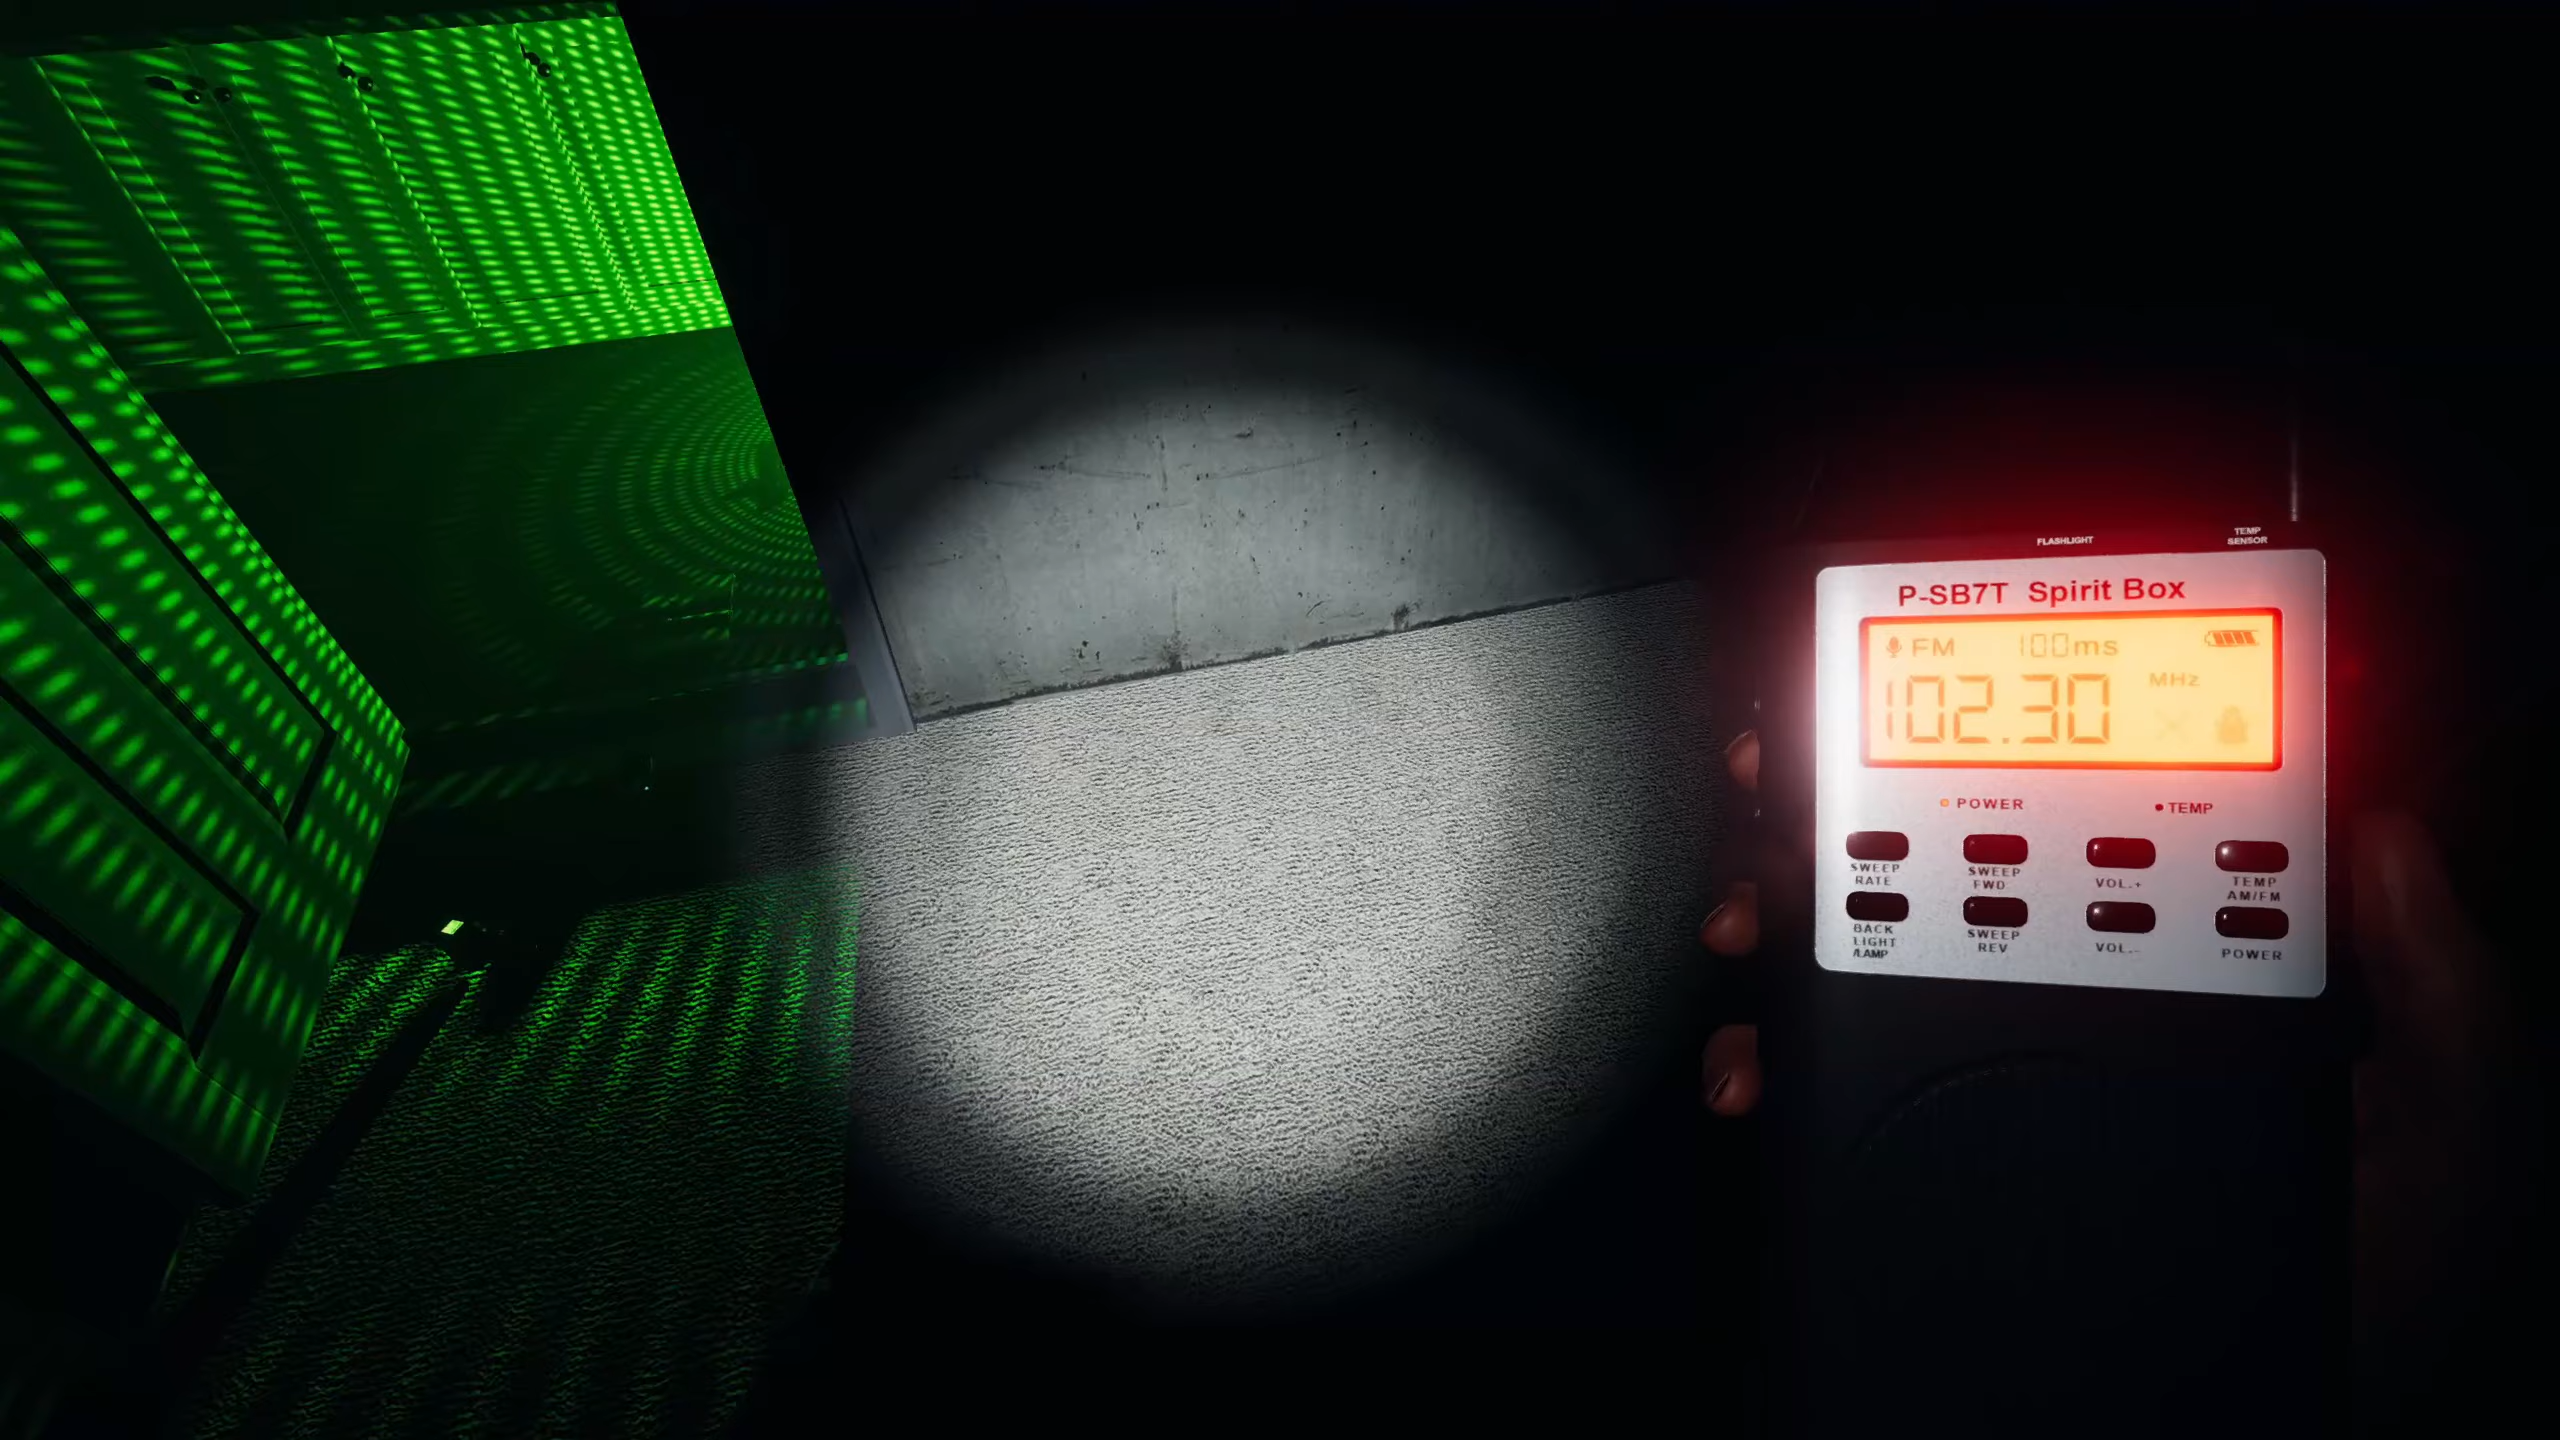 FLASHLIGHT
TEMP
SENSOR
P-SB7T Spirit Box
FM 100ms
102.30 MHz
POWER
TEMP
SWEEP
RATE
SWEEP
FWD
VOL.+
TEMP
AM/FM
BACK
LIGHT
/LAMP
SWEEP
REV
VOL.-
POWER